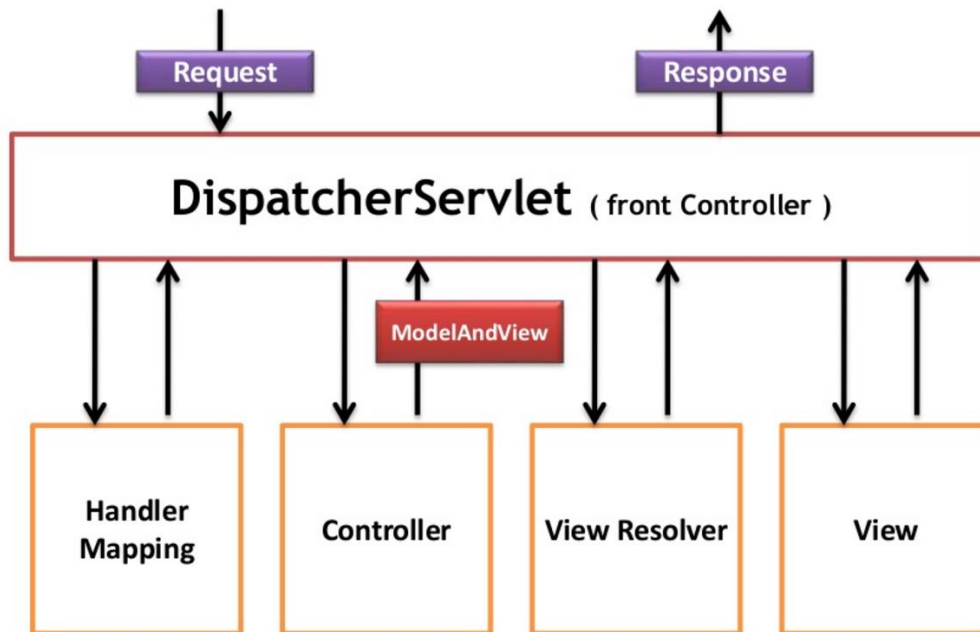 Request
Response
DispatcherServlet ( front Controller )
ModelAndView
Handler
Mapping
Controller
View Resolver
View